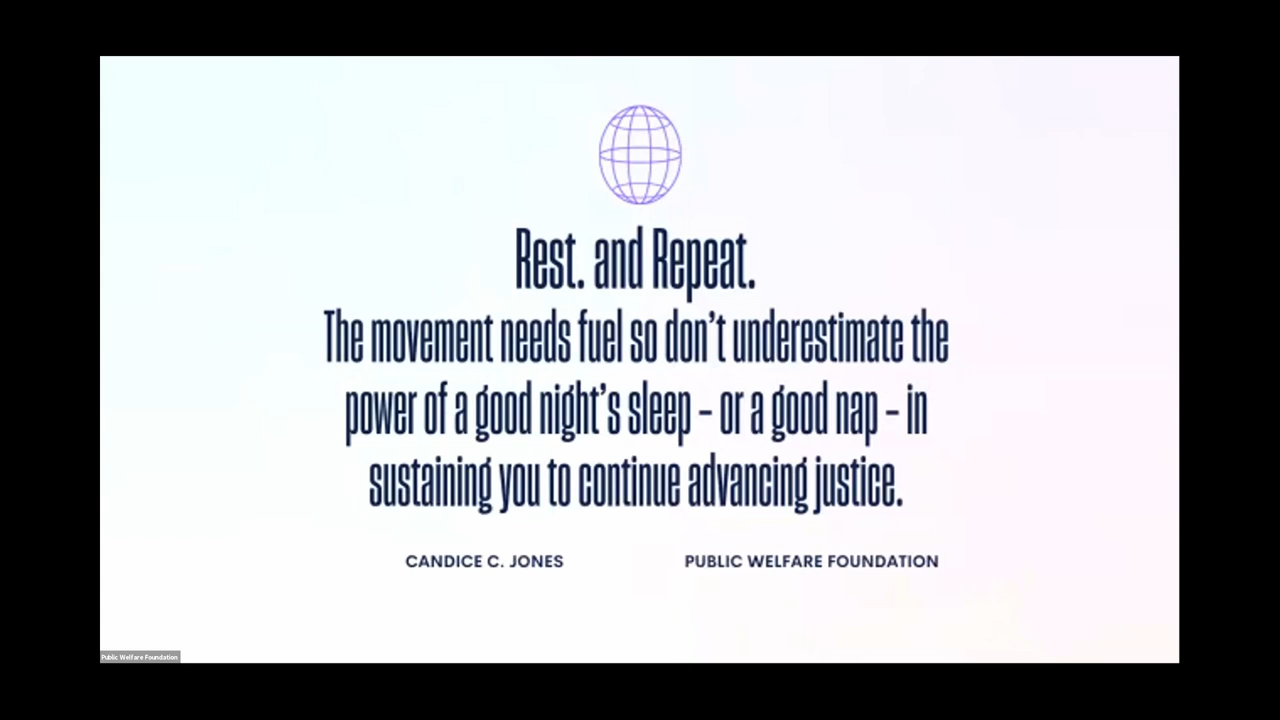 Rest. and Repeat.
The movement needs fuel so don’t underestimate the
power of a good night’s sleep – or a good nap – in
sustaining you to continue advancing justice.
CANDICE C. JONES
PUBLIC WELFARE FOUNDATION
Public Welfare Foundation